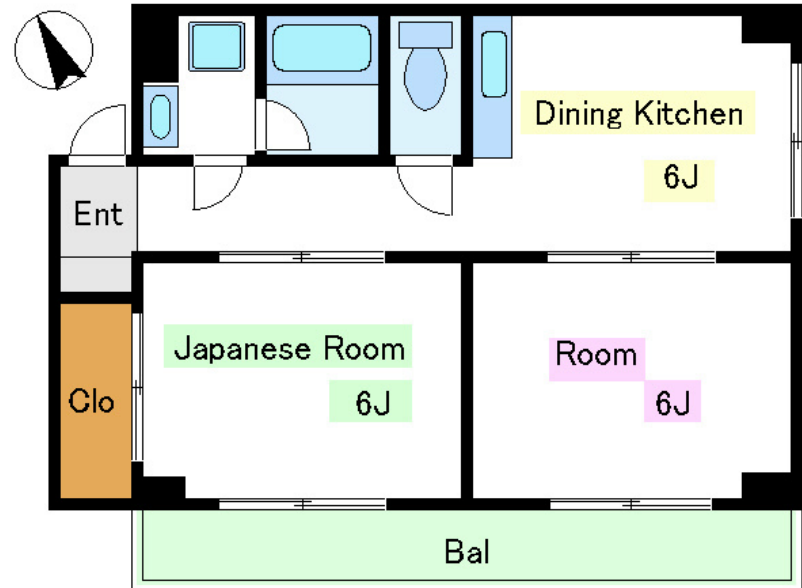 Dining Kitchen
6J
Ent
Japanese Room
6J
Room
6J
Clo
Bal